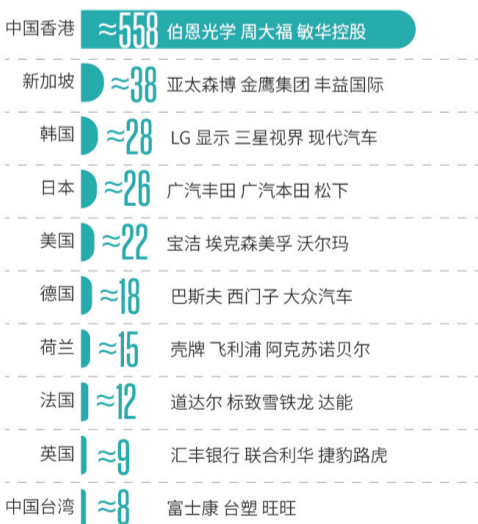 中国香港 ≈558 伯恩光学 周大福 敏华控股
新加坡 ≈38 亚太森博 金鹰集团 丰益国际
韩国 ≈28 LG 显示 三星视界 现代汽车
日本 ≈26 广汽丰田 广汽本田 松下
美国 ≈22 宝洁 埃克森美孚 沃尔玛
德国 ≈18 巴斯夫 西门子 大众汽车
荷兰 ≈15 壳牌 飞利浦 阿克苏诺贝尔
法国 ≈12 道达尔 标致雪铁龙 达能
英国 ≈9 汇丰银行 联合利华 捷豹路虎
中国台湾 ≈8 富士康 台塑 旺旺